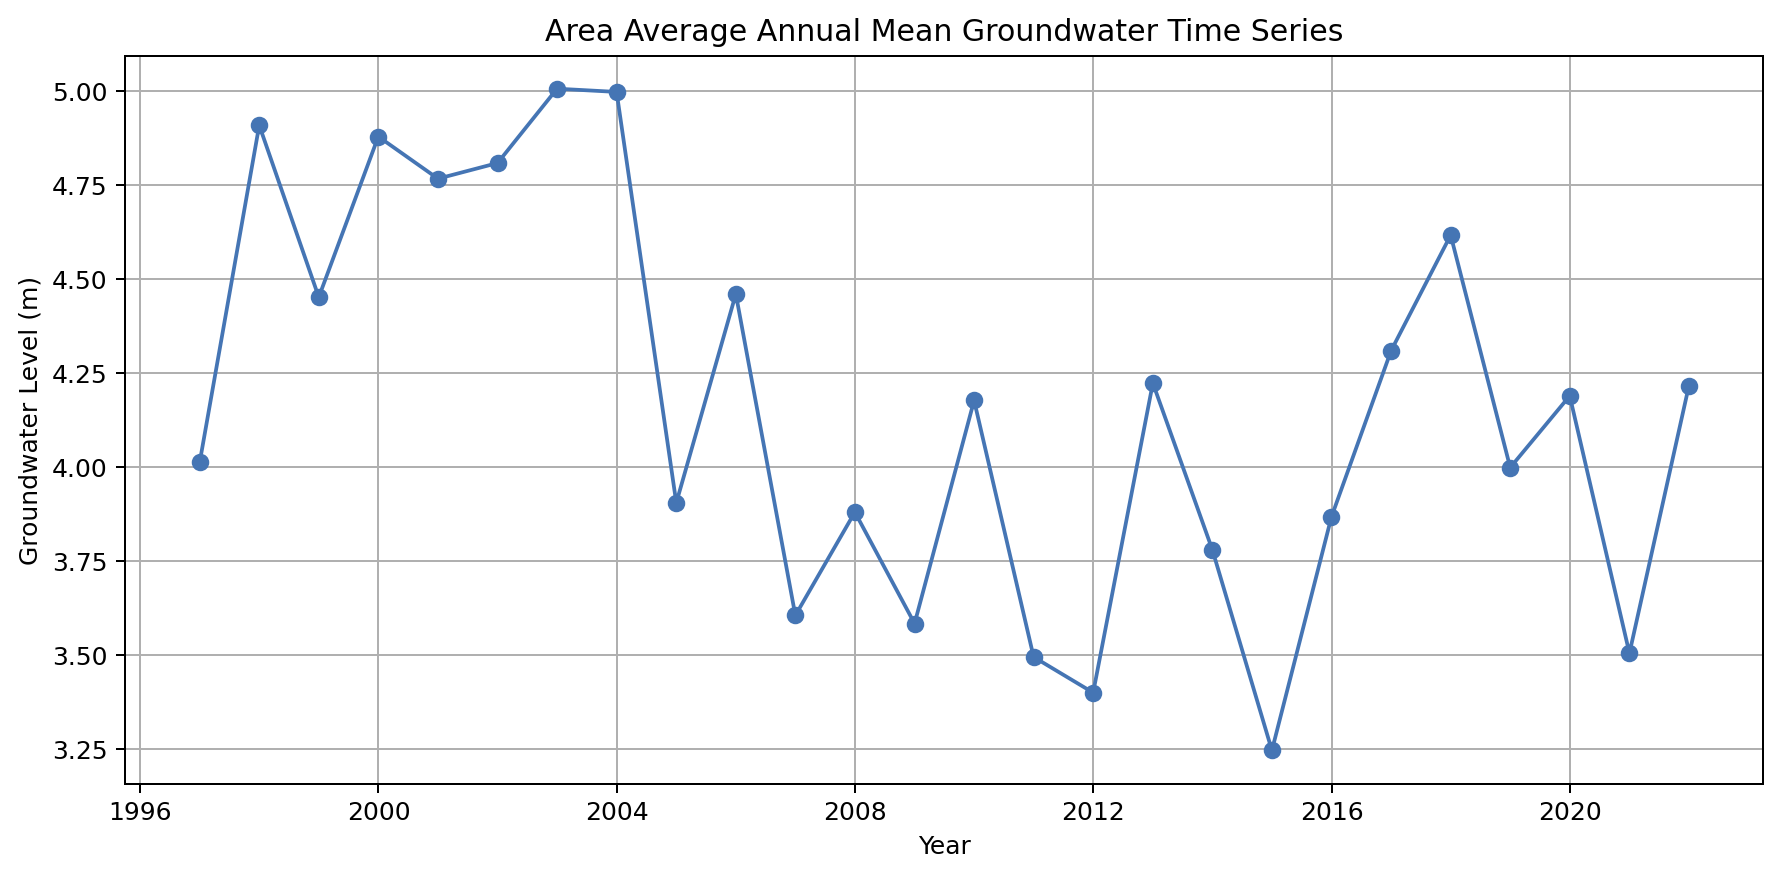 Area Average Annual Mean Groundwater Time Series
Groundwater Level (m)
5.00
4.75
4.50
4.25
4.00
3.75
3.50
3.25
1996 2000 2004 2008 2012 2016 2020
Year